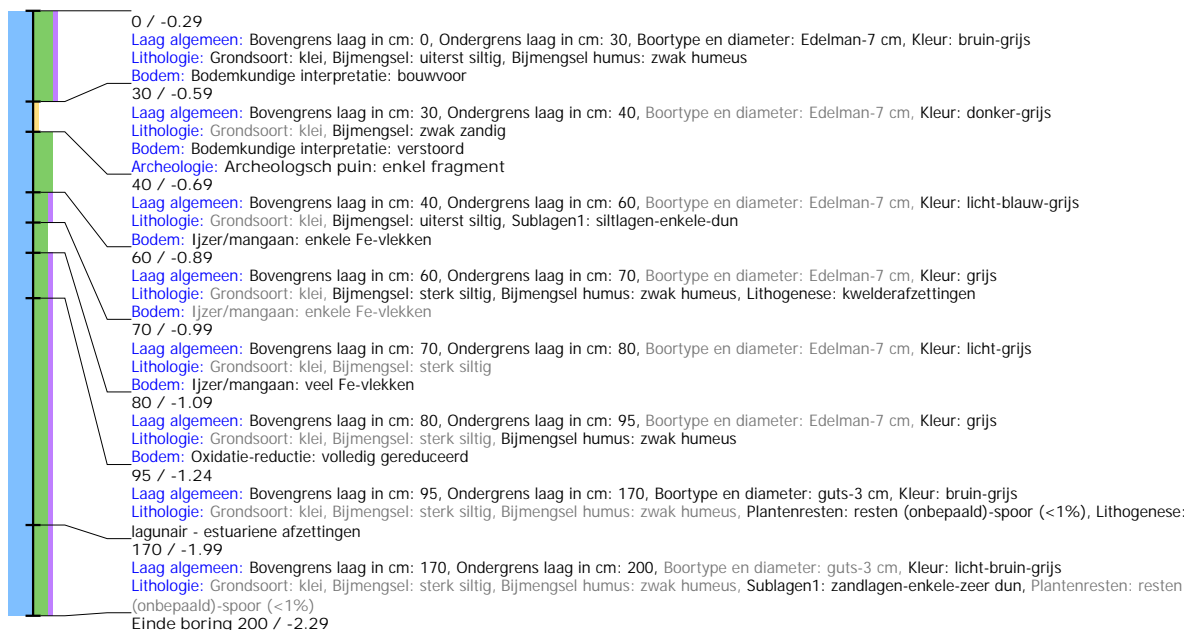 0 / -0.29
Laag algemeen: Bovengrens laag in cm: 0, Ondergrens laag in cm: 30, Boortype en diameter: Edelman-7 cm, Kleur: bruin-grijs
Lithologie: Grondsoort: klei, Bijmengsel: uiterst siltig, Bijmengsel humus: zwak humeus
Bodem: Bodemkundige interpretatie: bouwvoor
30 / -0.59
Laag algemeen: Bovengrens laag in cm: 30, Ondergrens laag in cm: 40, Boortype en diameter: Edelman-7 cm, Kleur: donker-grijs
Lithologie: Grondsoort: klei, Bijmengsel: zwak zandig
Bodem: Bodemkundige interpretatie: verstoord
Archeologie: Archeologsch puin: enkel fragment
40 / -0.69
Laag algemeen: Bovengrens laag in cm: 40, Ondergrens laag in cm: 60, Boortype en diameter: Edelman-7 cm, Kleur: licht-blauw-grijs
Lithologie: Grondsoort: klei, Bijmengsel: uiterst siltig, Sublagen1: siltlagen-enkele-dun
Bodem: Ijzer/mangaan: enkele Fe-vlekken
60 / -0.89
Laag algemeen: Bovengrens laag in cm: 60, Ondergrens laag in cm: 70, Boortype en diameter: Edelman-7 cm, Kleur: grijs
Lithologie: Grondsoort: klei, Bijmengsel: sterk siltig, Bijmengsel humus: zwak humeus, Lithogenese: kwelderafzettingen
Bodem: Ijzer/mangaan: enkele Fe-vlekken
70 / -0.99
Laag algemeen: Bovengrens laag in cm: 70, Ondergrens laag in cm: 80, Boortype en diameter: Edelman-7 cm, Kleur: licht-grijs
Lithologie: Grondsoort: klei, Bijmengsel: sterk siltig
Bodem: Ijzer/mangaan: veel Fe-vlekken
80 / -1.09
Laag algemeen: Bovengrens laag in cm: 80, Ondergrens laag in cm: 95, Boortype en diameter: Edelman-7 cm, Kleur: grijs
Lithologie: Grondsoort: klei, Bijmengsel: sterk siltig, Bijmengsel humus: zwak humeus
Bodem: Oxidatie-reductie: volledig gereduceerd
95 / -1.24
Laag algemeen: Bovengrens laag in cm: 95, Ondergrens laag in cm: 170, Boortype en diameter: guts-3 cm, Kleur: bruin-grijs
Lithologie: Grondsoort: klei, Bijmengsel: sterk siltig, Bijmengsel humus: zwak humeus, Plantenresten: resten (onbepaald)-spoor (<1%), Lithogenese:
lagunair - estuariene afzettingen
170 / -1.99
Laag algemeen: Bovengrens laag in cm: 170, Ondergrens laag in cm: 200, Boortype en diameter: guts-3 cm, Kleur: licht-bruin-grijs
Lithologie: Grondsoort: klei, Bijmengsel: sterk siltig, Bijmengsel humus: zwak humeus, Sublagen1: zandlagen-enkele-zeer dun, Plantenresten: resten
(onbepaald)-spoor (<1%)
Einde boring 200 / -2.29